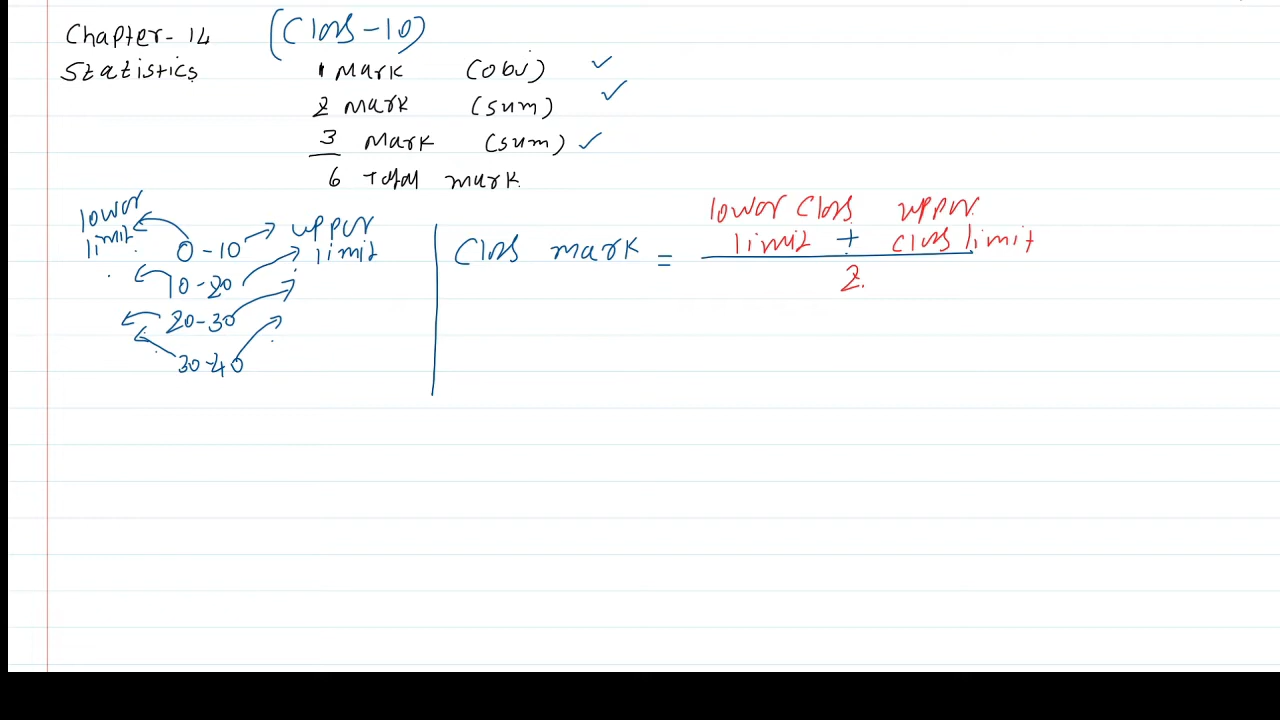 Chapter-14 (Class-10)
Statistics
1 Mark (obj) ✓
2 Mark (sum) ✓
3 Mark (sum) ✓
6 Total mark
lower limit
upper limit
0-10
10-20
20-30
30-40
Class mark = lower Class limit + upper class limit
2